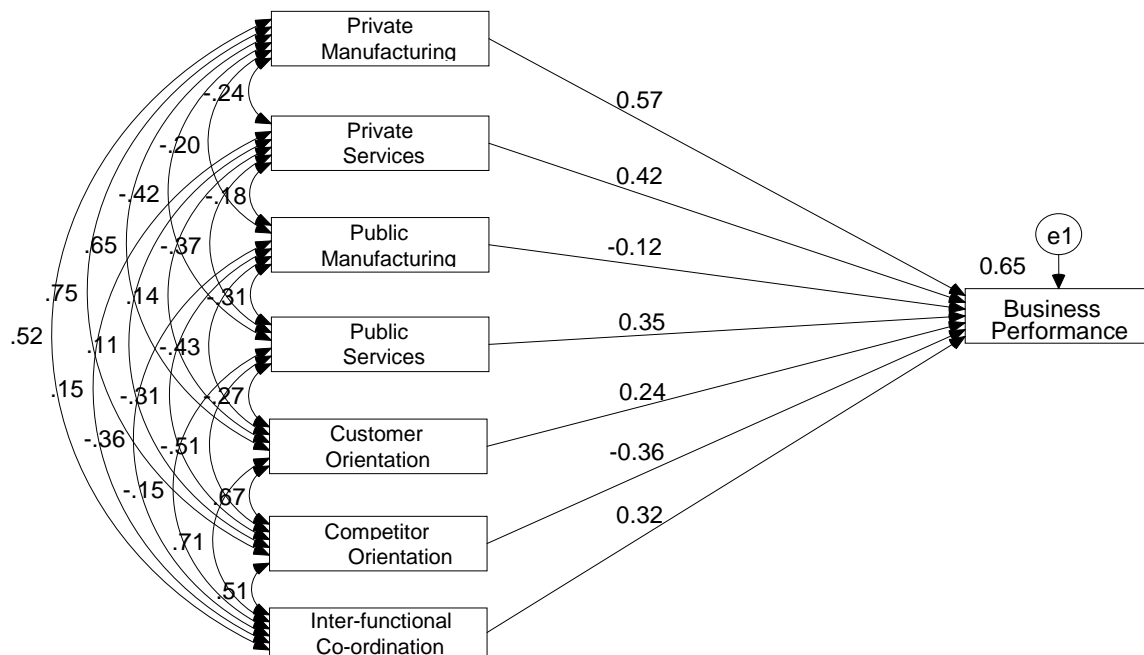 Private
Manufacturing
-.24
0.57
Private
Services
-.20
0.42
-.42
-.18
Public
Manufacturing
.65
-.37
-0.12
e1
0.65
.75
.14
-.31
Business
Performance
Public
Services
0.35
.52
.11
-.43
.15
-.31
-.27
0.24
Customer
Orientation
-.36
-.51
-0.36
-.15
.67
Competitor
Orientation
0.32
.71
.51
Inter-functional
Co-ordination